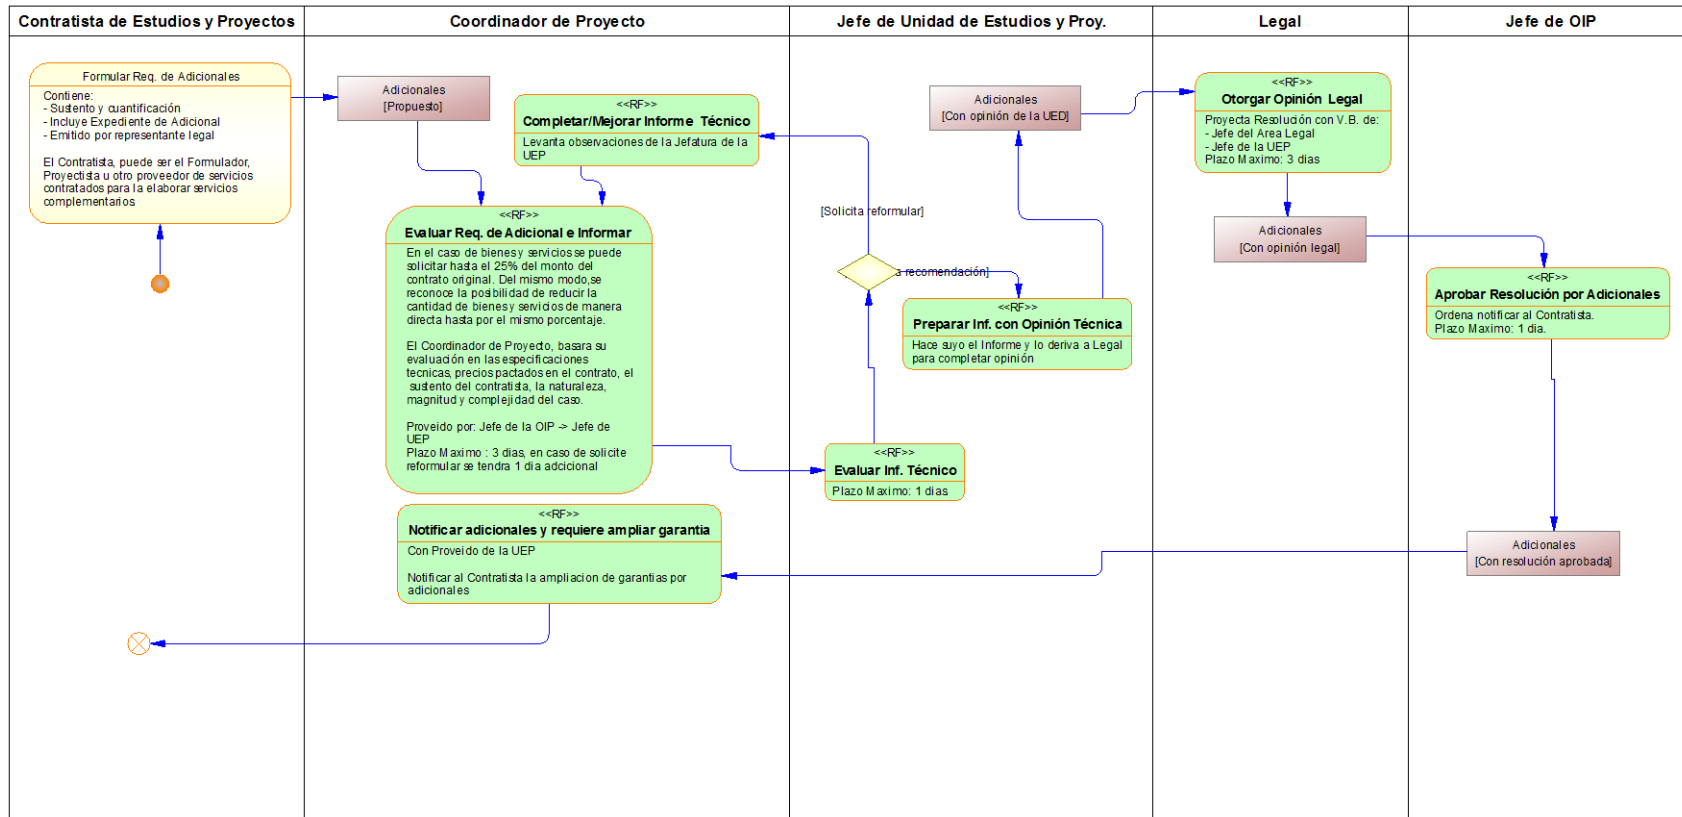 Contratista de Estudios y Proyectos
Coordinador de Proyecto
Jefe de Unidad de Estudios y Proy.
Legal
Jefe de OIP
Formular Req. de Adicionales
Contiene:
- Sustento y cuantificación
- Incluye Expediente de Adicional
- Emitido por representante legal
El Contratista, puede ser el Formulador,
Proyectista u otro proveedor de servicios
contratados para la elaborar servicios
complementarios
Adicionales
[Propuesto]
<<RF>>
Completar/Mejorar Informe Técnico
Levanta observaciones de la Jefatura de la
UEP
<<RF>>
Evaluar Req. de Adicional e Informar
En el caso de bienes y servicios se puede
solicitar hasta el 25% del monto del
contrato original. Del mismo modo,se
reconoce la posibilidad de reducir la
cantidad de bienes y servicios de manera
directa hasta por el mismo porcentaje.
El Coordinador de Proyecto, basara su
evaluación en las especificaciones
tecnicas, precios pactados en el contrato, el
sustento del contratista, la naturaleza,
magnitud y complejidad del caso.
Proveido por: Jefe de la OIP -> Jefe de
UEP
Plazo Maximo : 3 dias, en caso de solicite
reformular se tendra 1 dia adcicional
<<RF>>
Notificar adicionales y requiere ampliar garantia
Con Proveido de la UEP
Notificar al Contratista la ampliacion de garantias por
adicionales
Adicionales
[Con opinión de la UED]
[Solicita reformular]
a recomendación]
<<RF>>
Preparar Inf. con Opinión Técnica
Hace suyo el Informe y lo deriva a Legal
para completar opinión
<<RF>>
Evaluar Inf. Técnico
Plazo Maximo: 1 dias
<<RF>>
Otorgar Opinión Legal
Proyecta Resolución con V.B. de:
- Jefe del Area Legal
- Jefe de la UEP
Plazo Maximo: 3 dias
Adicionales
[Con opinión legal]
<<RF>>
Aprobar Resolución por Adicionales
Ordena notificar al Contratista.
Plazo Maximo: 1 dia.
Adicionales
[Con resolución aprobada]